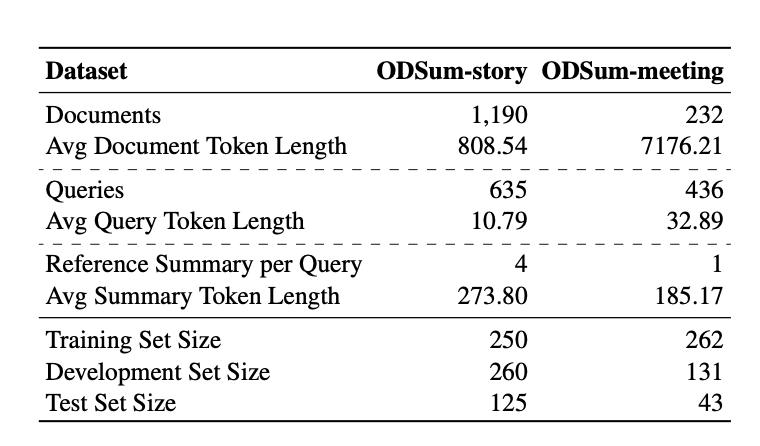 Dataset ODSum-story ODSum-meeting
Documents 1,190 232
Avg Document Token Length 808.54 7176.21
Queries 635 436
Avg Query Token Length 10.79 32.89
Reference Summary per Query 4 1
Avg Summary Token Length 273.80 185.17
Training Set Size 250 262
Development Set Size 260 131
Test Set Size 125 43